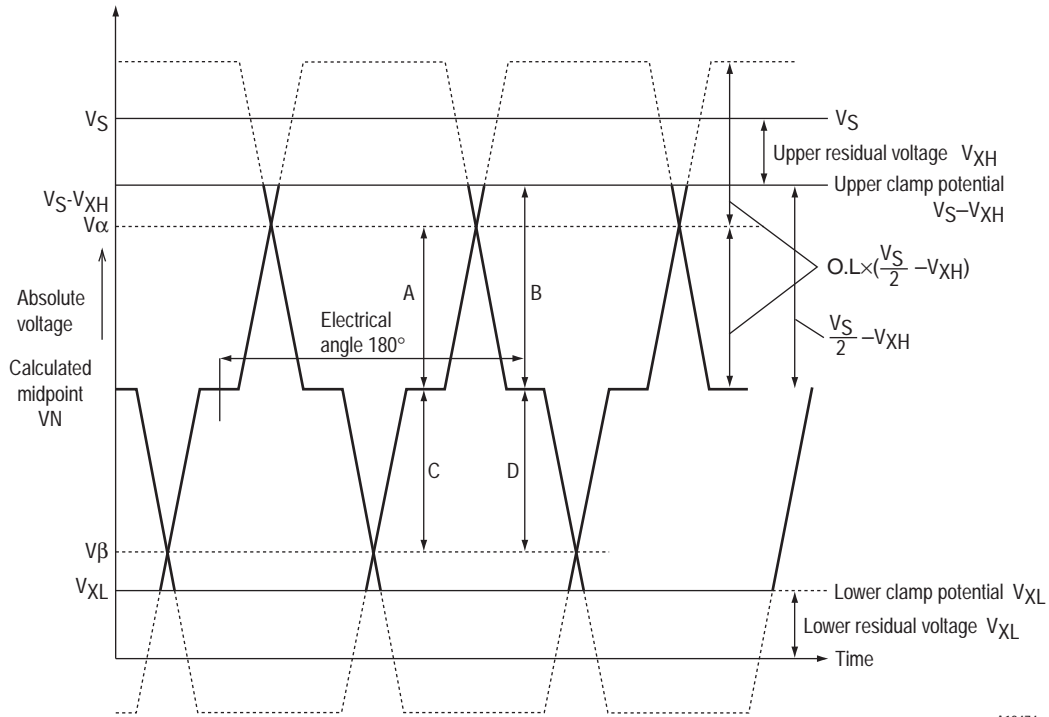 VS
VS-VXH
Vα
Absolute
voltage
Calculated
midpoint
VN
Vβ
VXL
A
B
Electrical
angle 180°
C
D
VS
Upper residual voltage VXH
Upper clamp potential
VS–VXH
O.L×(VS/2 –VXH)
VS/2 –VXH
Lower clamp potential VXL
Lower residual voltage VXL
Time